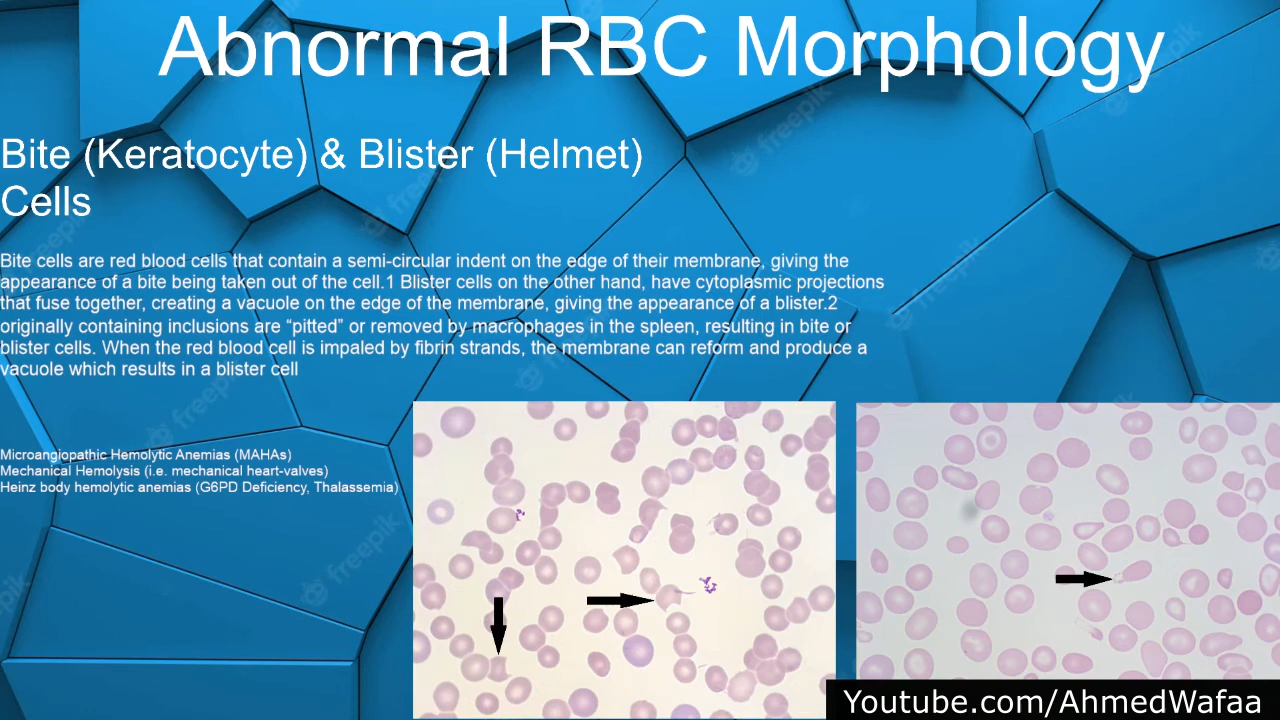 Abnormal RBC Morphology
Bite (Keratocyte) & Blister (Helmet)
Cells
Bite cells are red blood cells that contain a semi-circular indent on the edge of their membrane, giving the
appearance of a bite being taken out of the cell.1 Blister cells on the other hand, have cytoplasmic projections
that fuse together, creating a vacuole on the edge of the membrane, giving the appearance of a blister.2
originally containing inclusions are “pitted” or removed by macrophages in the spleen, resulting in bite or
blister cells. When the red blood cell is impaled by fibrin strands, the membrane can reform and produce a
vacuole which results in a blister cell
Microangiopathic Hemolytic Anemias (MAHAs)
Mechanical Hemolysis (i.e. mechanical heart-valves)
Heinz body hemolytic anemias (G6PD Deficiency, Thalassemia)
Youtube.com/AhmedWafaa
freepik
freepik
freepik
freepik
freepik
freepik